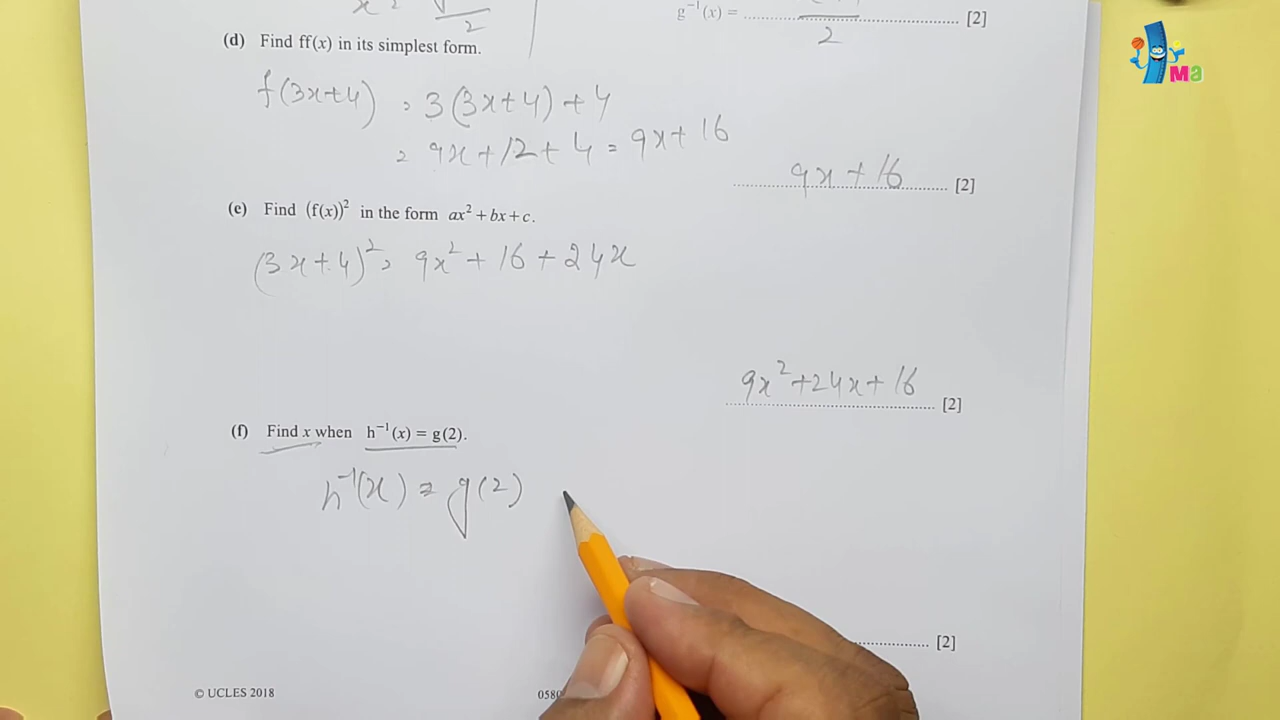 g⁻¹(x) = ........ [2]
2
2
(d) Find ff(x) in its simplest form.
f(3x+4) = 3(3x+4)+4
= 9x+12+4 = 9x+16
9x+16 [2]
(e) Find (f(x))² in the form ax²+bx+c.
(3x+4)² = 9x²+16+24x
9x²+24x+16 [2]
(f) Find x when h⁻¹(x) = g(2).
h⁻¹(x) = g(2)
[2]
© UCLES 2018
0580
Ma